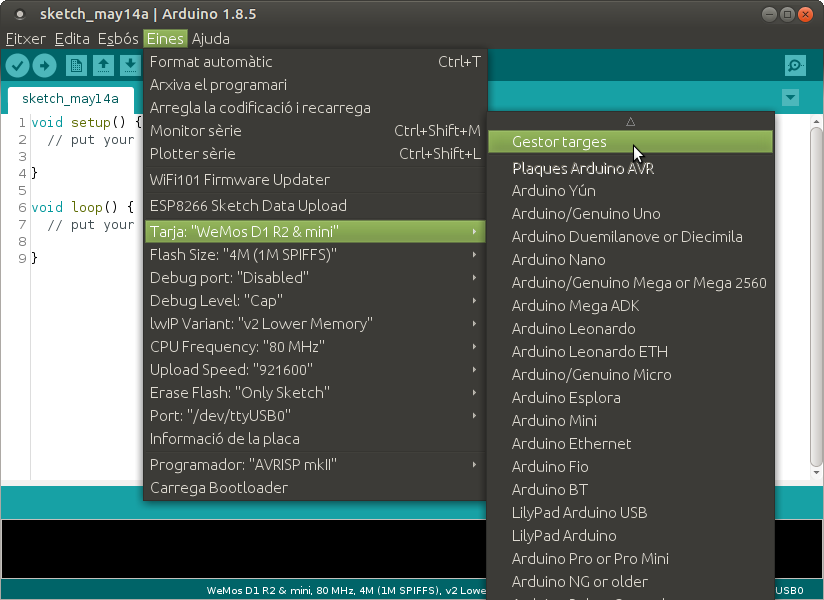 sketch_may14a | Arduino 1.8.5
Fitxer Edita Esbós Eines Ajuda
sketch_may14a
1 void setup() {
2 // put your
3
4 }
5
6 void loop() {
7 // put your
8
9 }
Format automàtic Ctrl+T
Arxiva el programari
Arregla la codificació i recarrega
Monitor sèrie Ctrl+Shift+M
Plotter sèrie Ctrl+Shift+L
WiFi101 Firmware Updater
ESP8266 Sketch Data Upload
Tarja: "WeMos D1 R2 & mini"
Flash Size: "4M (1M SPIFFS)"
Debug port: "Disabled"
Debug Level: "Cap"
lwIP Variant: "v2 Lower Memory"
CPU Frequency: "80 MHz"
Upload Speed: "921600"
Erase Flash: "Only Sketch"
Port: "/dev/ttyUSB0"
Informació de la placa
Programador: "AVRISP mkII"
Carrega Bootloader
Gestor targes
Plaques Arduino AVR
Arduino Yún
Arduino/Genuino Uno
Arduino Duemilanove or Diecimila
Arduino Nano
Arduino/Genuino Mega or Mega 2560
Arduino Mega ADK
Arduino Leonardo
Arduino Leonardo ETH
Arduino/Genuino Micro
Arduino Esplora
Arduino Mini
Arduino Ethernet
Arduino Fio
Arduino BT
LilyPad Arduino USB
LilyPad Arduino
Arduino Pro or Pro Mini
Arduino NG or older
WeMos D1 R2 & mini, 80 MHz, 4M (1M SPIFFS), v2 Lowe
USB0